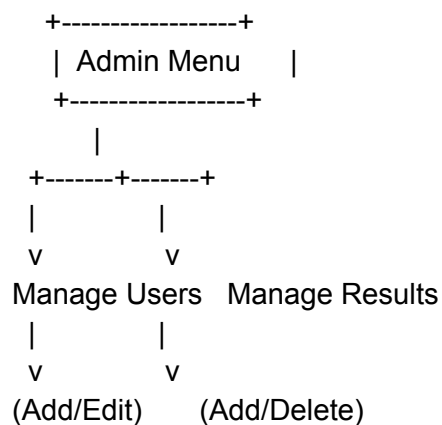 +------------------+
| Admin Menu |
+------------------+
|
+-------+-------+
| |
v v
Manage Users Manage Results
| |
v v
(Add/Edit) (Add/Delete)